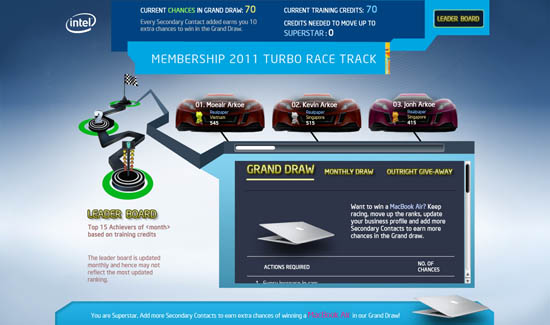 intel
CURRENT CHANCES IN GRAND DRAW: 70
Every Secondary Contact added earns you 10
extra chances to win in the Grand Draw.
CURRENT TRAINING CREDITS: 70
CREDITS NEEDED TO MOVE UP TO
SUPERSTAR : 0
LEADER BOARD
MEMBERSHIP 2011 TURBO RACE TRACK
01. Moealr Arkoe
Realpaper
Vietnam
545
02. Kevin Arkoe
Realpaper
Singapore
515
03. Jonh Arkoe
Realpaper
Singapore
415
GRAND DRAW
MONTHLY DRAW
OUTRIGHT GIVE-AWAY
Want to win a MacBook Air? Keep
racing, move up the ranks, update
your business profile and add more
Secondary Contacts to earn more
chances in the Grand draw.
ACTIONS REQUIRED
NO. OF
CHANCES
LEADER BOARD
Top 15 Achievers of <month>
based on training credits
The leader board is updated
monthly and hence may not
reflect the most updated
ranking.
You are Superstar. Add more Secondary Contacts to earn extra chances of winning a MacBook Air in our Grand Draw!